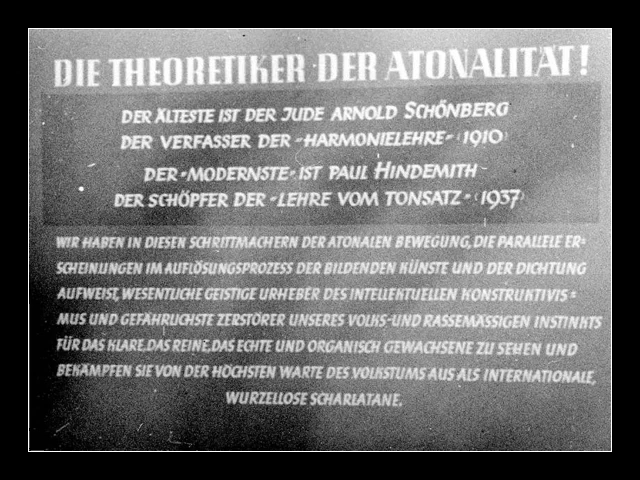 DIE THEORETIKER DER ATONALITÄT!
DER ÄLTESTE IST DER JUDE ARNOLD SCHÖNBERG
DER VERFASSER DER »HARMONIELEHRE« (1910)
DER »MODERNSTE« IST PAUL HINDEMITH
DER SCHÖPFER DER »LEHRE VOM TONSATZ« (1937)
WIR HABEN IN DIESEN SCHRITTMACHERN DER ATONALEN BEWEGUNG, DIE PARALLELE ER=
SCHEINUNGEN IM AUFLÖSUNGSPROZESS DER BILDENDEN KÜNSTE UND DER DICHTUNG
AUFWEIST, WESENTLICHE GEISTIGE URHEBER DES INTELLEKTUELLEN KONSTRUKTIVIS=
MUS UND GEFÄHRLICHSTE ZERSTÖRER UNSERES VOLKS-UND RASSEMÄSSIGEN INSTINKTS
FÜR DAS KLARE, DAS REINE, DAS ECHTE UND ORGANISCH GEWACHSENE ZU SEHEN UND
BEKÄMPFEN SIE VON DER HÖCHSTEN WARTE DES VOLKSTUMS AUS ALS INTERNATIONALE,
WURZELLOSE SCHARLATANE.